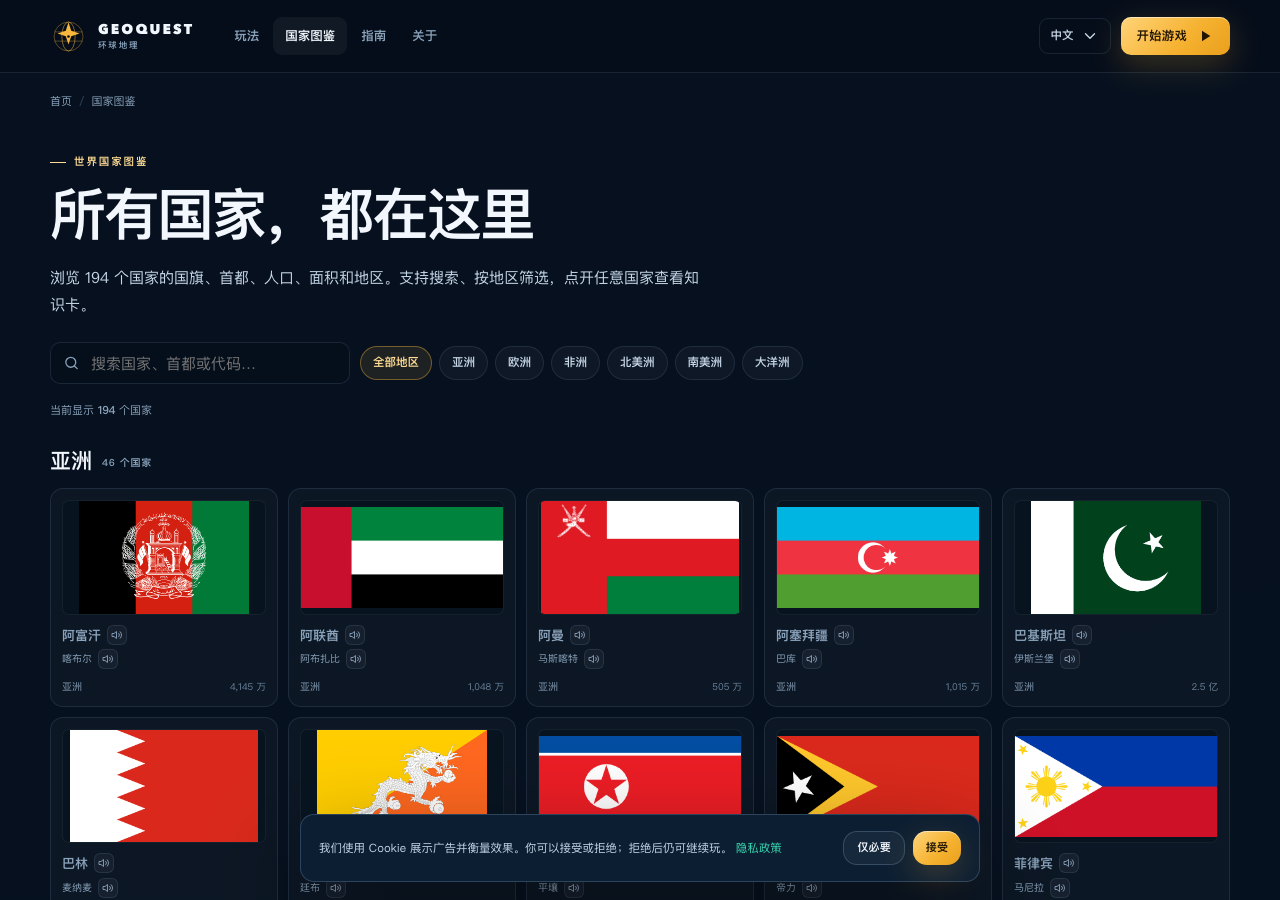 GEOQUEST
环球地理
玩法
国家图鉴
指南
关于
中文
开始游戏
首页 / 国家图鉴
世界国家图鉴
所有国家，都在这里
浏览 194 个国家的国旗、首都、人口、面积和地区。支持搜索、按地区筛选，点开任意国家查看知
识卡。
搜索国家、首都或代码…
全部地区
亚洲
欧洲
非洲
北美洲
南美洲
大洋洲
当前显示 194 个国家
亚洲 46 个国家
阿富汗
喀布尔
亚洲 4,145 万
阿联酋
阿布扎比
亚洲 1,048 万
阿曼
马斯喀特
亚洲 505 万
阿塞拜疆
巴库
亚洲 1,015 万
巴基斯坦
伊斯兰堡
亚洲 2.5 亿
巴林
麦纳麦
廷布
平壤
帝力
菲律宾
马尼拉
我们使用 Cookie 展示广告并衡量效果。你可以接受或拒绝；拒绝后仍可继续玩。 隐私政策
仅必要
接受